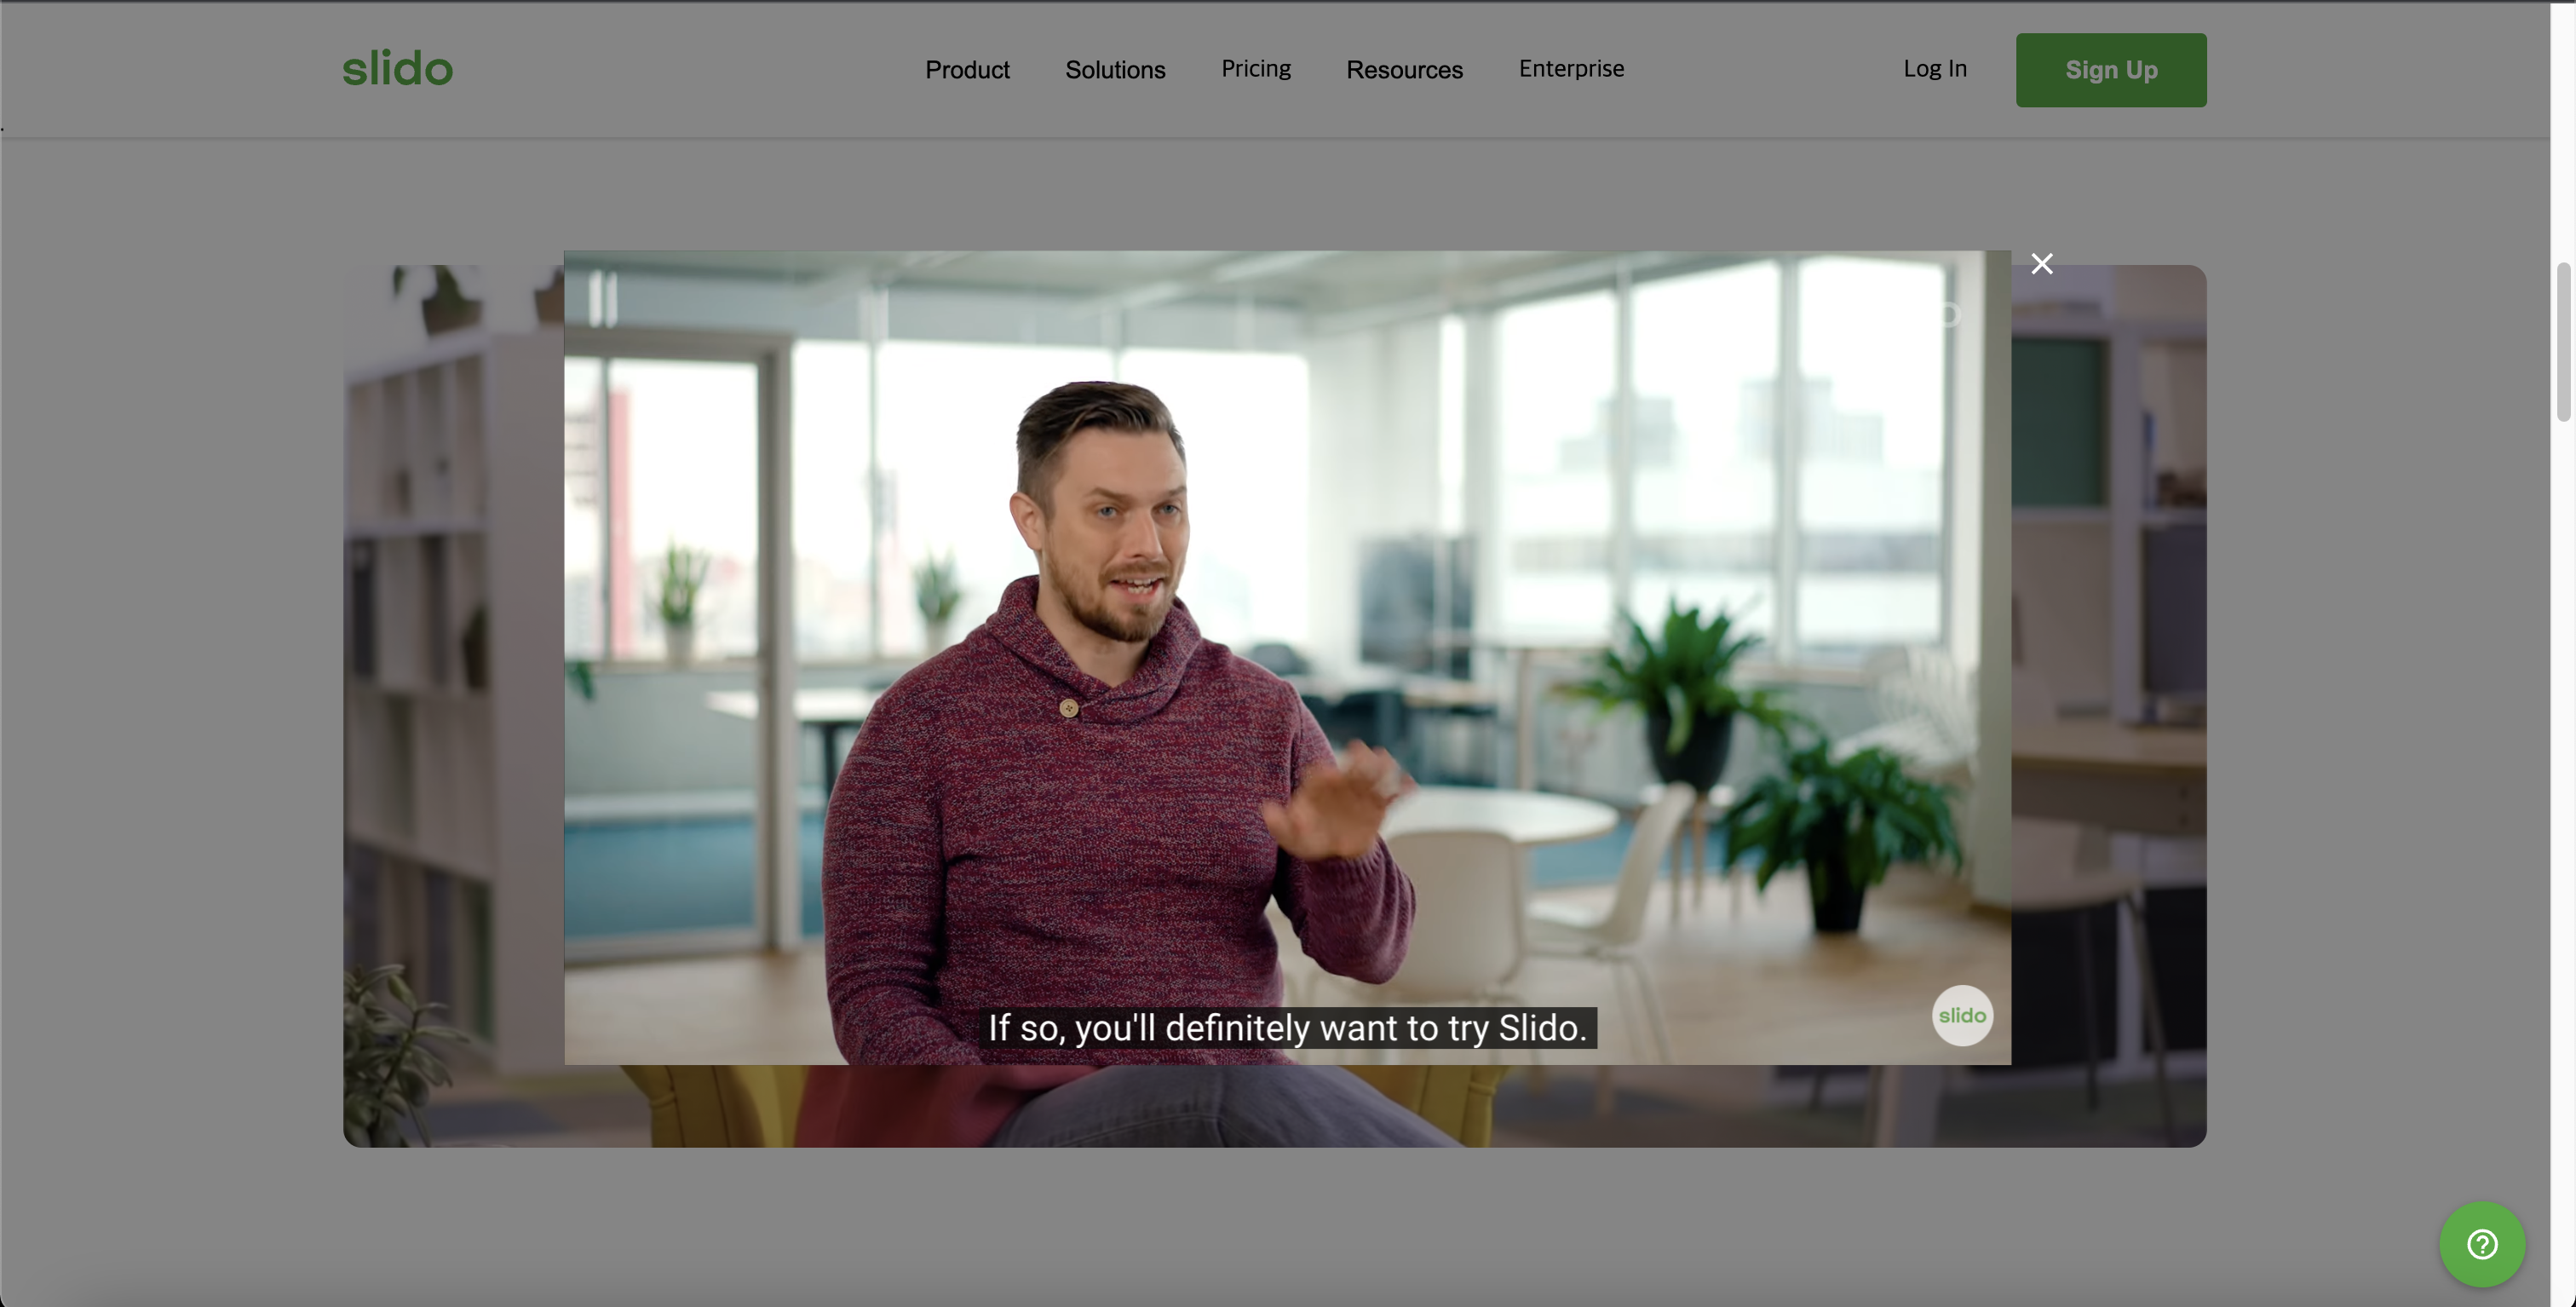 slido
Product
Solutions
Pricing
Resources
Enterprise
Log In
Sign Up
If so, you'll definitely want to try Slido.
slido